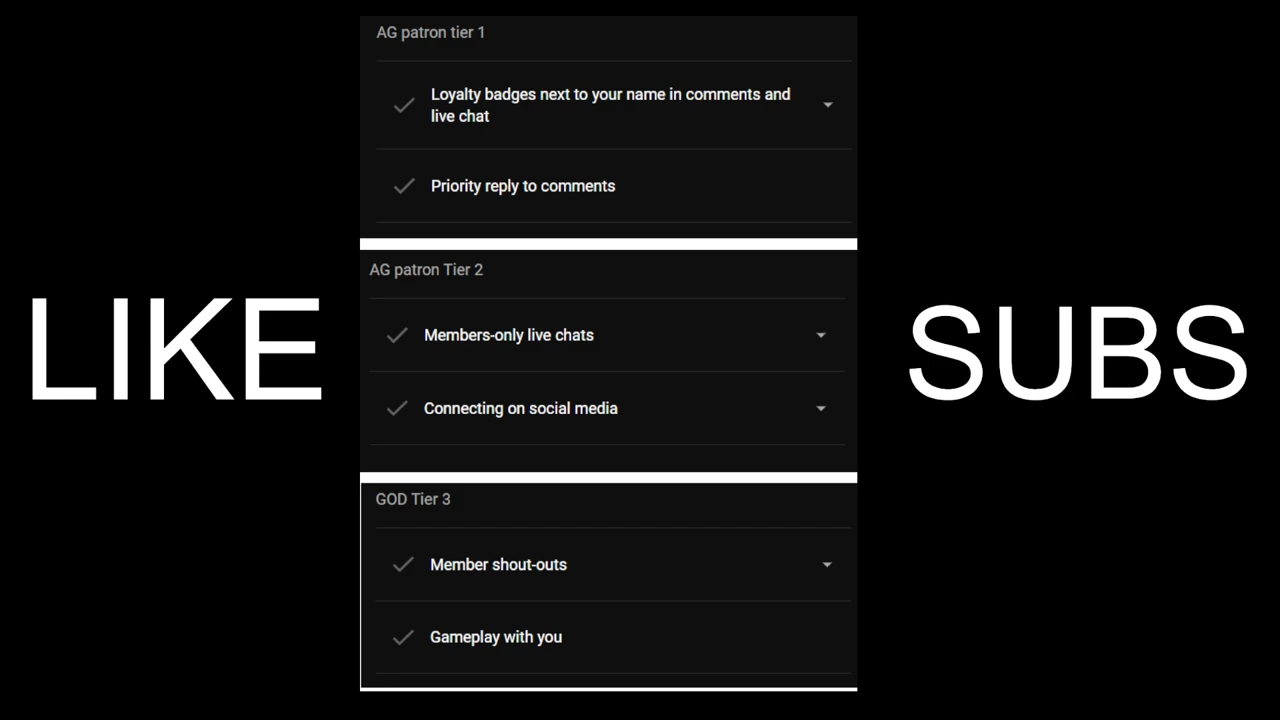 AG patron tier 1
Loyalty badges next to your name in comments and
live chat
Priority reply to comments
AG patron Tier 2
Members-only live chats
Connecting on social media
GOD Tier 3
Member shout-outs
Gameplay with you
LIKE
SUBS